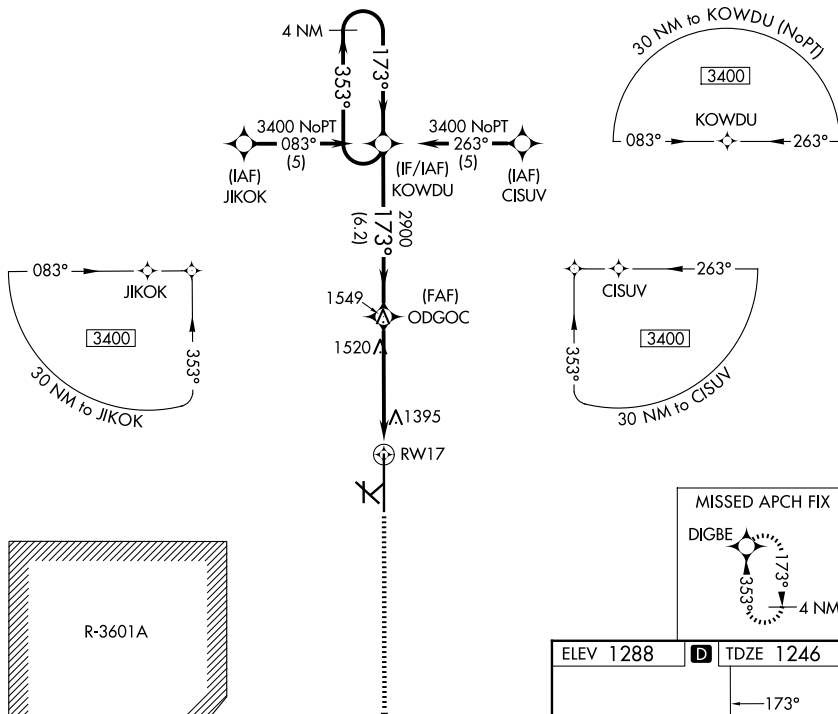 4 NM
353°
173°
30 NM to KOWDU (NoPT)
3400
KOWDU
083°
263°
3400 NoPT
083°
(5)
3400 NoPT
263°
(5)
(IAF)
JIKOK
(IF/IAF)
KOWDU
(IAF)
CISUV
2900
173°
(6.2)
083°
JIKOK
3400
353°
30 NM to JIKOK
263°
CISUV
3400
353°
30 NM to CISUV
1549
(FAF)
ODGOC
1520
1395
RW17
R-3601A
MISSED APCH FIX
DIGBE
173°
353°
4 NM
ELEV 1288 D TDZE 1246
173°